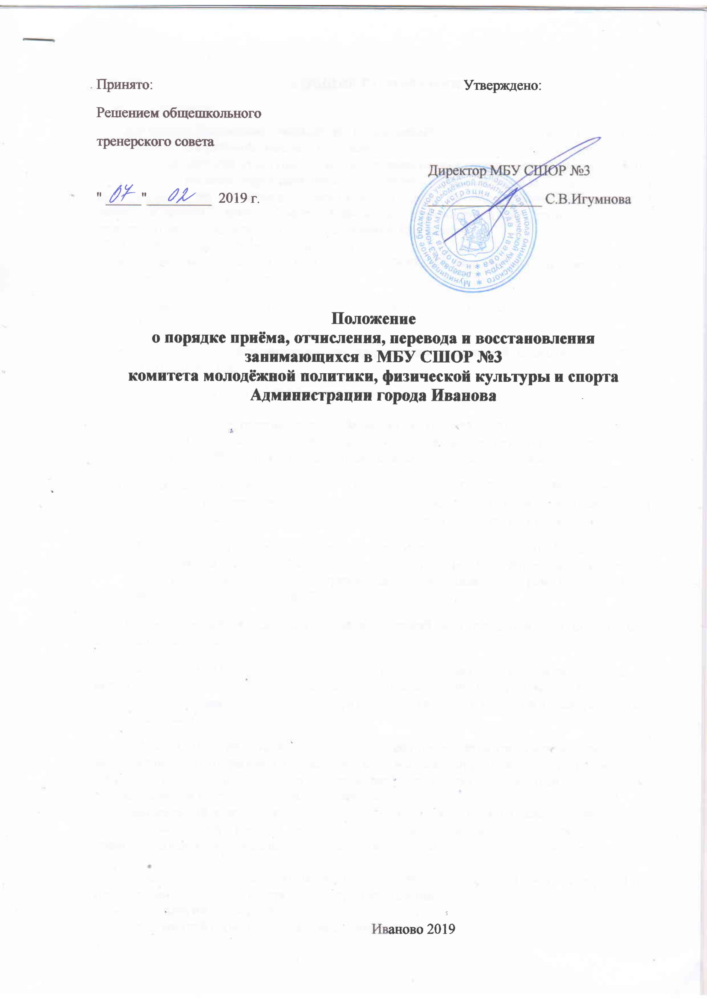 Принято:
Утверждено:
Решением общешкольного
тренерского совета
Директор МБУ СШОР №3
" 07 " 02 2019 г.
С.В.Игумнова
Муниципальное бюджетное учреждение спортивная школа олимпийского
резерва №3 комитета молодёжной политики физической культуры
и спорта Администрации города Иванова
Положение
о порядке приёма, отчисления, перевода и восстановления
занимающихся в МБУ СШОР №3
комитета молодёжной политики, физической культуры и спорта
Администрации города Иванова
Иваново 2019